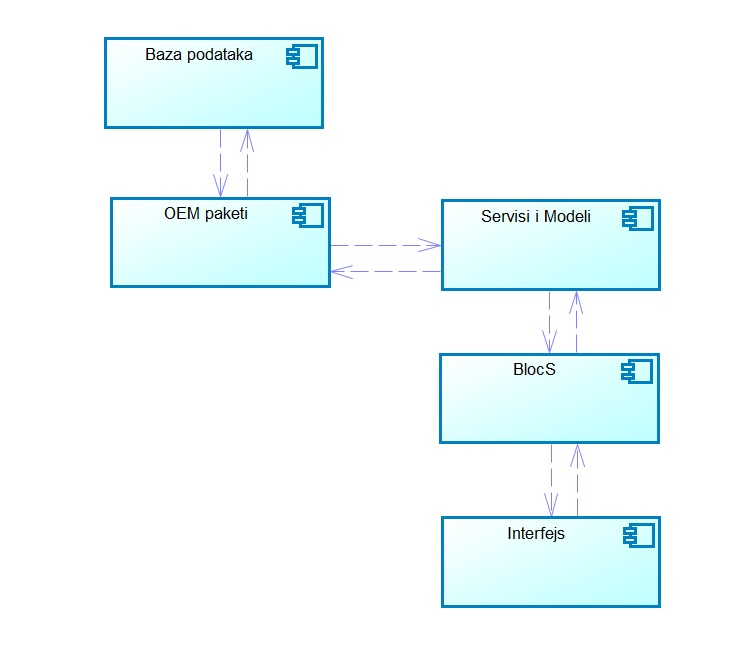 Baza podataka
OEM paketi
Servisi i Modeli
BlocS
Interfejs